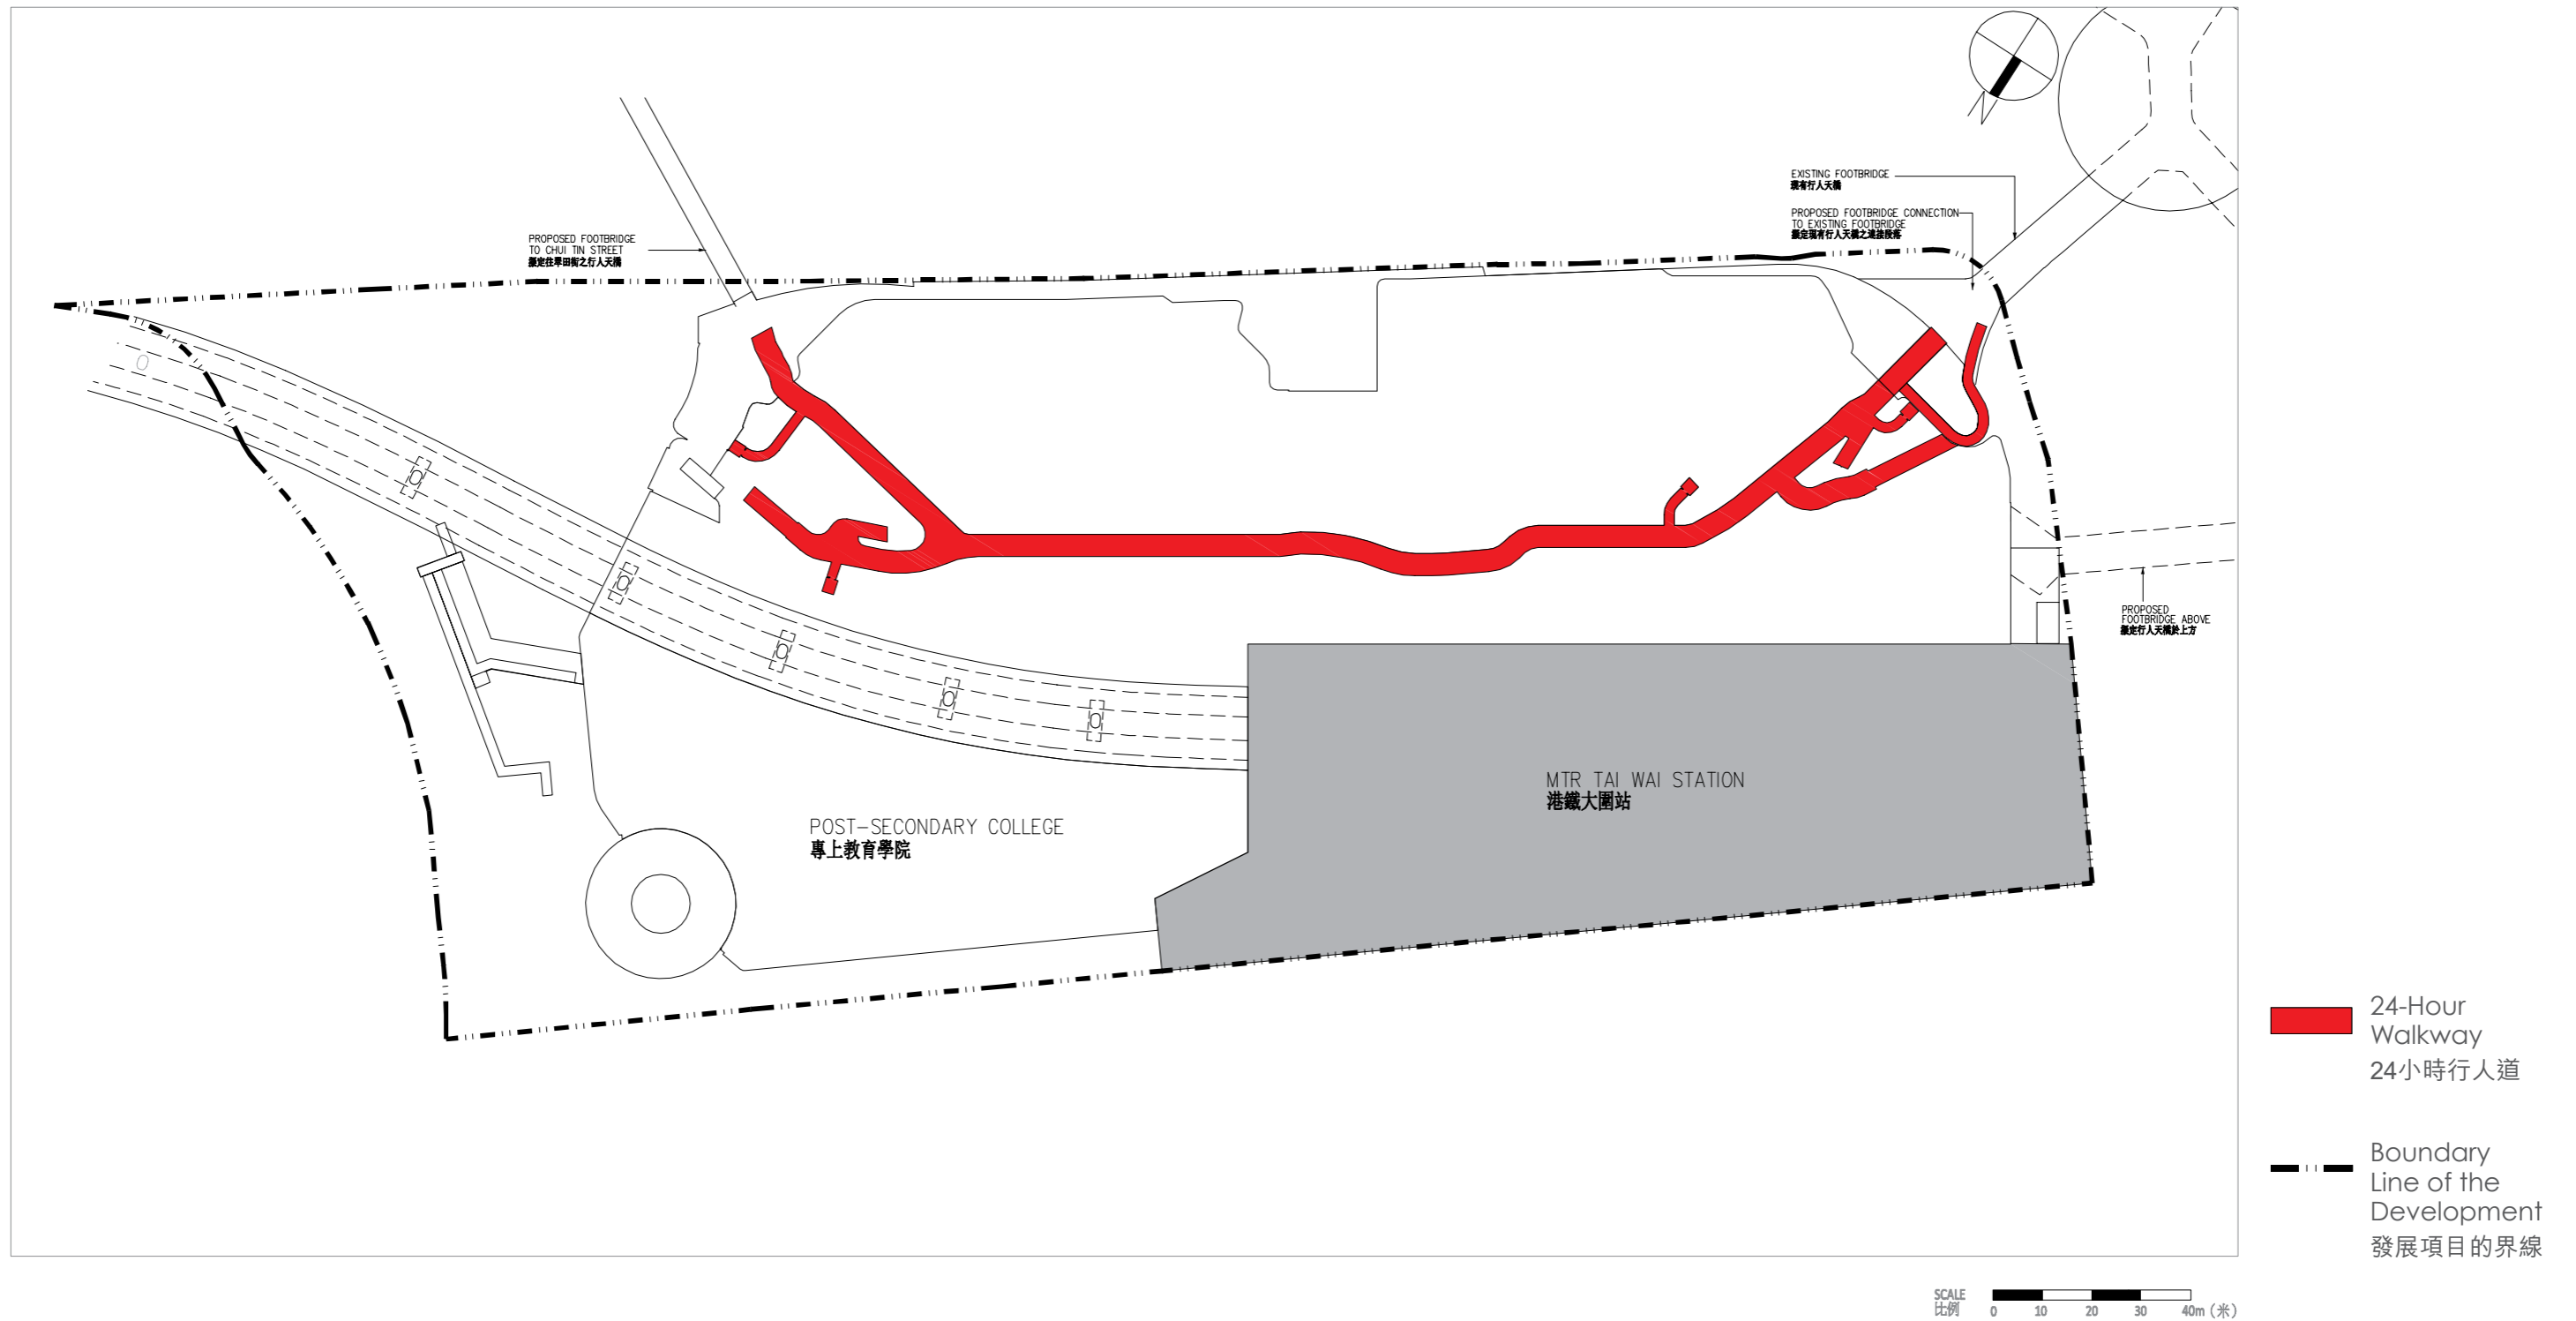 EXISTING FOOTBRIDGE
現有行人天橋
PROPOSED FOOTBRIDGE CONNECTION
TO EXISTING FOOTBRIDGE
擬定現有行人天橋之連接段落
PROPOSED FOOTBRIDGE
TO CHUI TIN STREET
擬定往翠田街之行人天橋
PROPOSED
FOOTBRIDGE ABOVE
擬定行人天橋於上方
MTR TAI WAI STATION
港鐵大圍站
POST-SECONDARY COLLEGE
專上教育學院
24-Hour
Walkway
24小時行人道
Boundary
Line of the
Development
發展項目的界線
SCALE
比例
0 10 20 30 40m (米)
N